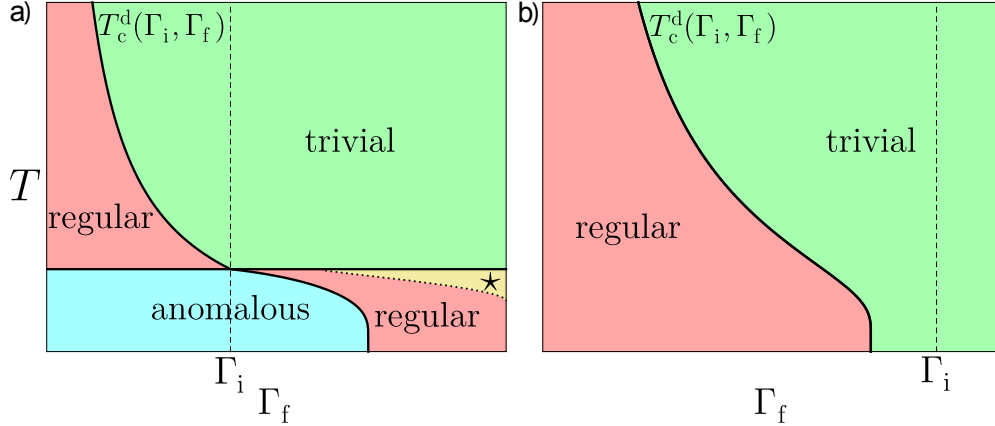 a)
T_c^d(Γ_i, Γ_f)
trivial
T
regular
★
anomalous
regular
Γ_i
Γ_f
b)
T_c^d(Γ_i, Γ_f)
trivial
regular
Γ_i
Γ_f